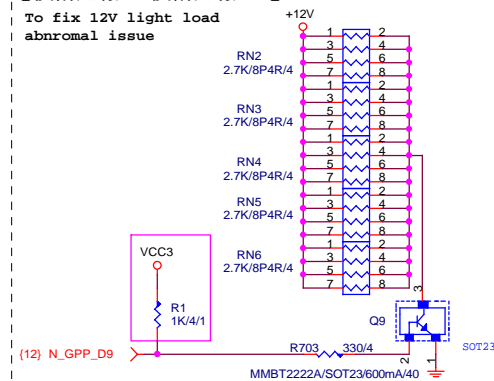 To fix 12V light load
abnromal issue
+12V
1 2
RN2 3 4
2.7K/8P4R/4 5 6
7 8
1 2
RN3 3 4
2.7K/8P4R/4 5 6
7 8
1 2
RN4 3 4
2.7K/8P4R/4 5 6
7 8
1 2
RN5 3 4
2.7K/8P4R/4 5 6
7 8
1 2
RN6 3 4
2.7K/8P4R/4 5 6
7 8
VCC3
R1
1K/4/1
3
Q9
SOT23
{12} N_GPP_D9
R703 330/4
2
1
MMBT2222A/SOT23/600mA/40